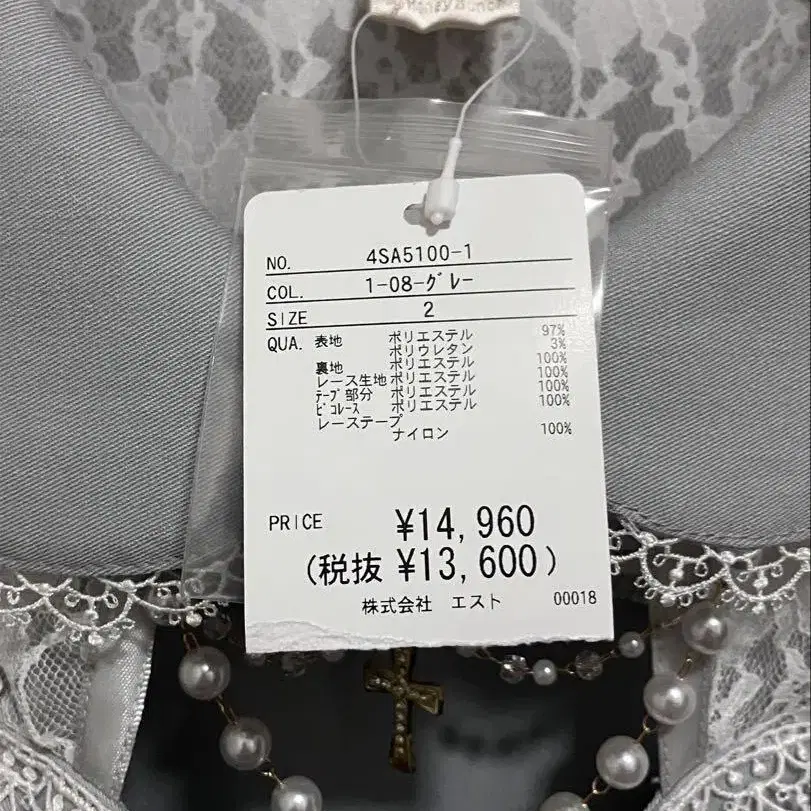 Honey Bunch
NO. 4SA5100-1
COL. 1-08-グレー
SIZE 2
QUA. 表地 ポリエステル 97%
ポリウレタン 3%
裏地 ポリエステル 100%
レース生地 ポリエステル 100%
テープ部分 ポリエステル 100%
ピコレース ポリエステル 100%
レーステープ
ナイロン 100%
PRICE ¥14,960
(税抜 ¥13,600)
株式会社 エスト 00018